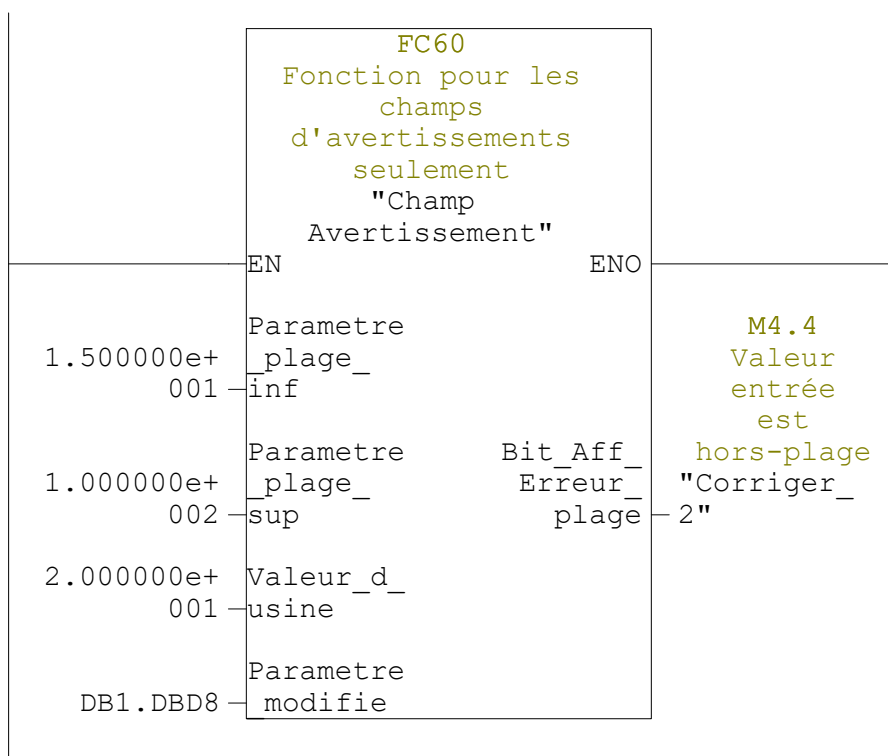 FC60
Fonction pour les
champs
d'avertissements
seulement
"Champ
Avertissement"
EN ENO
Parametre
_plage_
inf
1.500000e+
001
Parametre
_plage_
sup
1.000000e+
002
Valeur_d_
usine
2.000000e+
001
Parametre
_modifie
DB1.DBD8
Bit_Aff_
Erreur_
plage
M4.4
Valeur
entrée
est
hors-plage
"Corriger_
2"